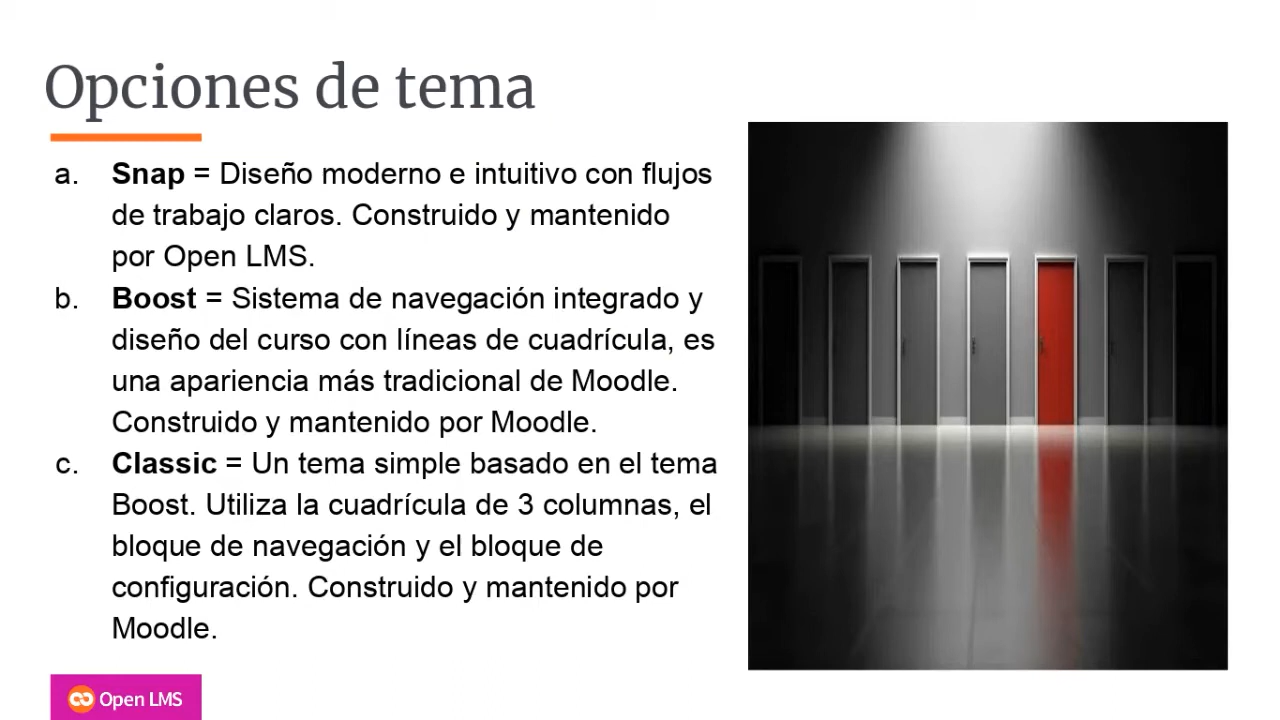 Opciones de tema
a. Snap = Diseño moderno e intuitivo con flujos
de trabajo claros. Construido y mantenido
por Open LMS.
b. Boost = Sistema de navegación integrado y
diseño del curso con líneas de cuadrícula, es
una apariencia más tradicional de Moodle.
Construido y mantenido por Moodle.
c. Classic = Un tema simple basado en el tema
Boost. Utiliza la cuadrícula de 3 columnas, el
bloque de navegación y el bloque de
configuración. Construido y mantenido por
Moodle.
Open LMS